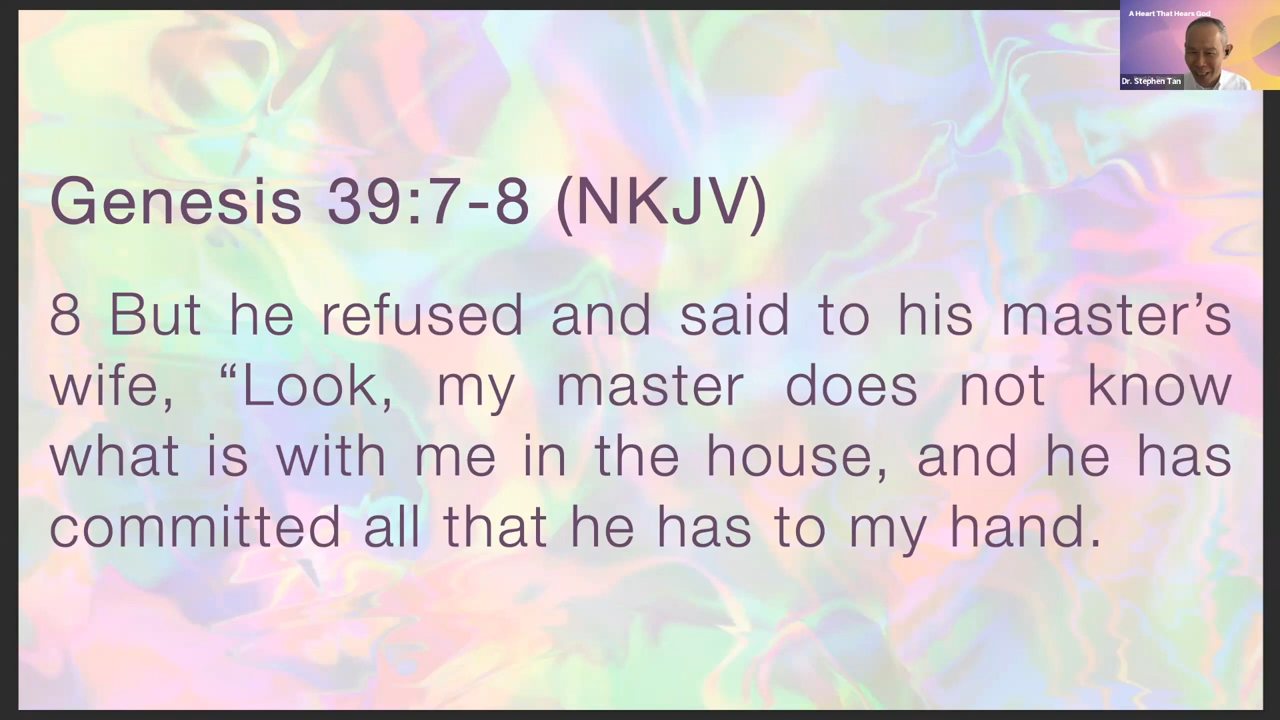 A Heart That Hears God
Dr. Stephen Tan
Genesis 39:7-8 (NKJV)
8 But he refused and said to his master’s
wife, “Look, my master does not know
what is with me in the house, and he has
committed all that he has to my hand.